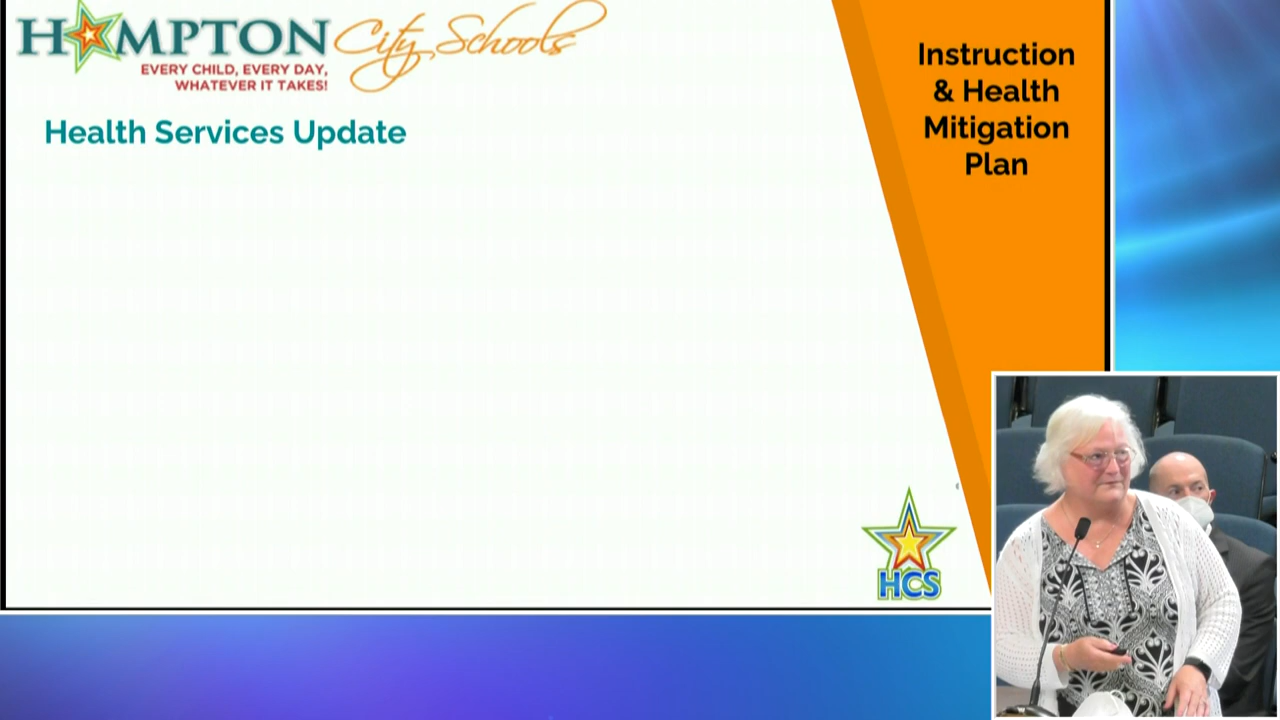 HAMPTON City Schools
EVERY CHILD, EVERY DAY,
WHATEVER IT TAKES!
Health Services Update
Instruction
& Health
Mitigation
Plan
HCS